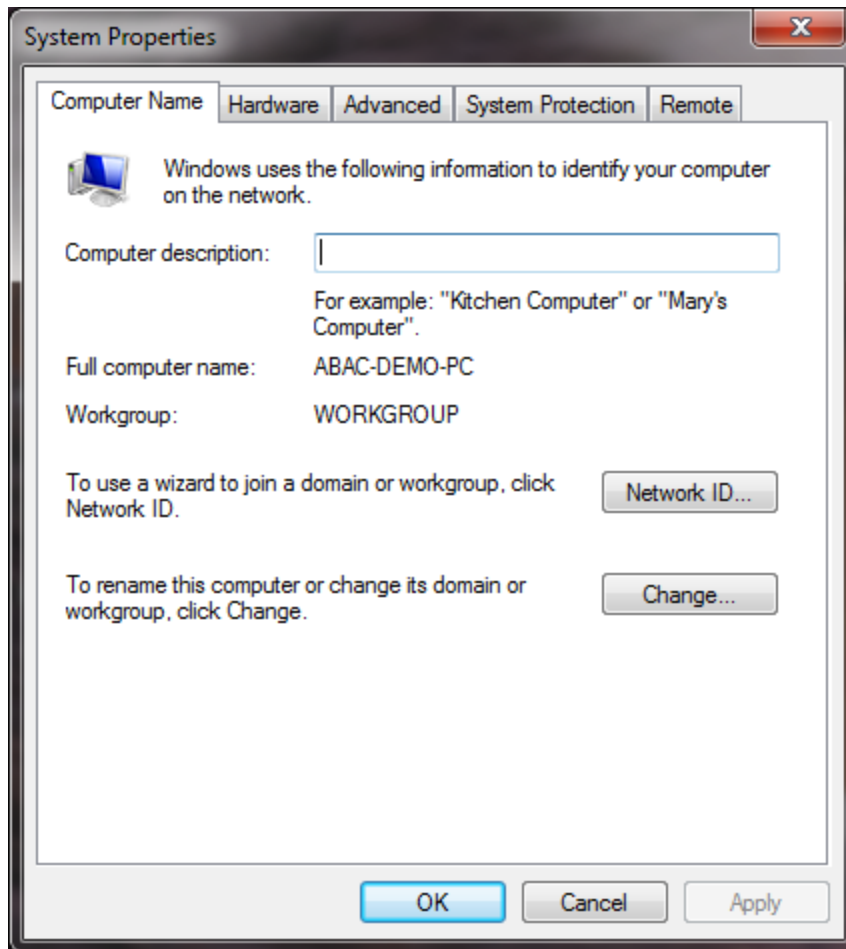 System Properties
Computer Name
Hardware
Advanced
System Protection
Remote
Windows uses the following information to identify your computer
on the network.
Computer description:
For example: "Kitchen Computer" or "Mary's
Computer".
Full computer name:
ABAC-DEMO-PC
Workgroup:
WORKGROUP
To use a wizard to join a domain or workgroup, click
Network ID.
Network ID...
To rename this computer or change its domain or
workgroup, click Change.
Change...
OK
Cancel
Apply